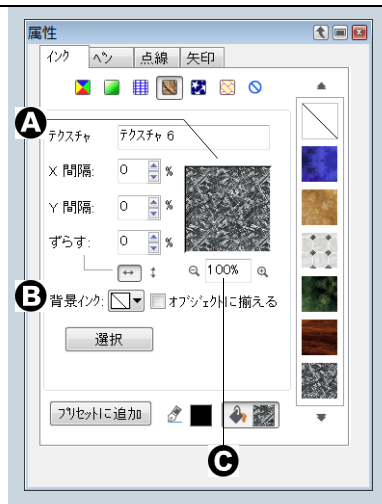 属性
インク ペン 点線 矢印
A
テクスチャ テクスチャ 6
X 間隔: 0 %
Y 間隔: 0 %
ずらす: 0 %
100%
B
背景インク: オブジェクトに揃える
選択
プリセットに追加
C